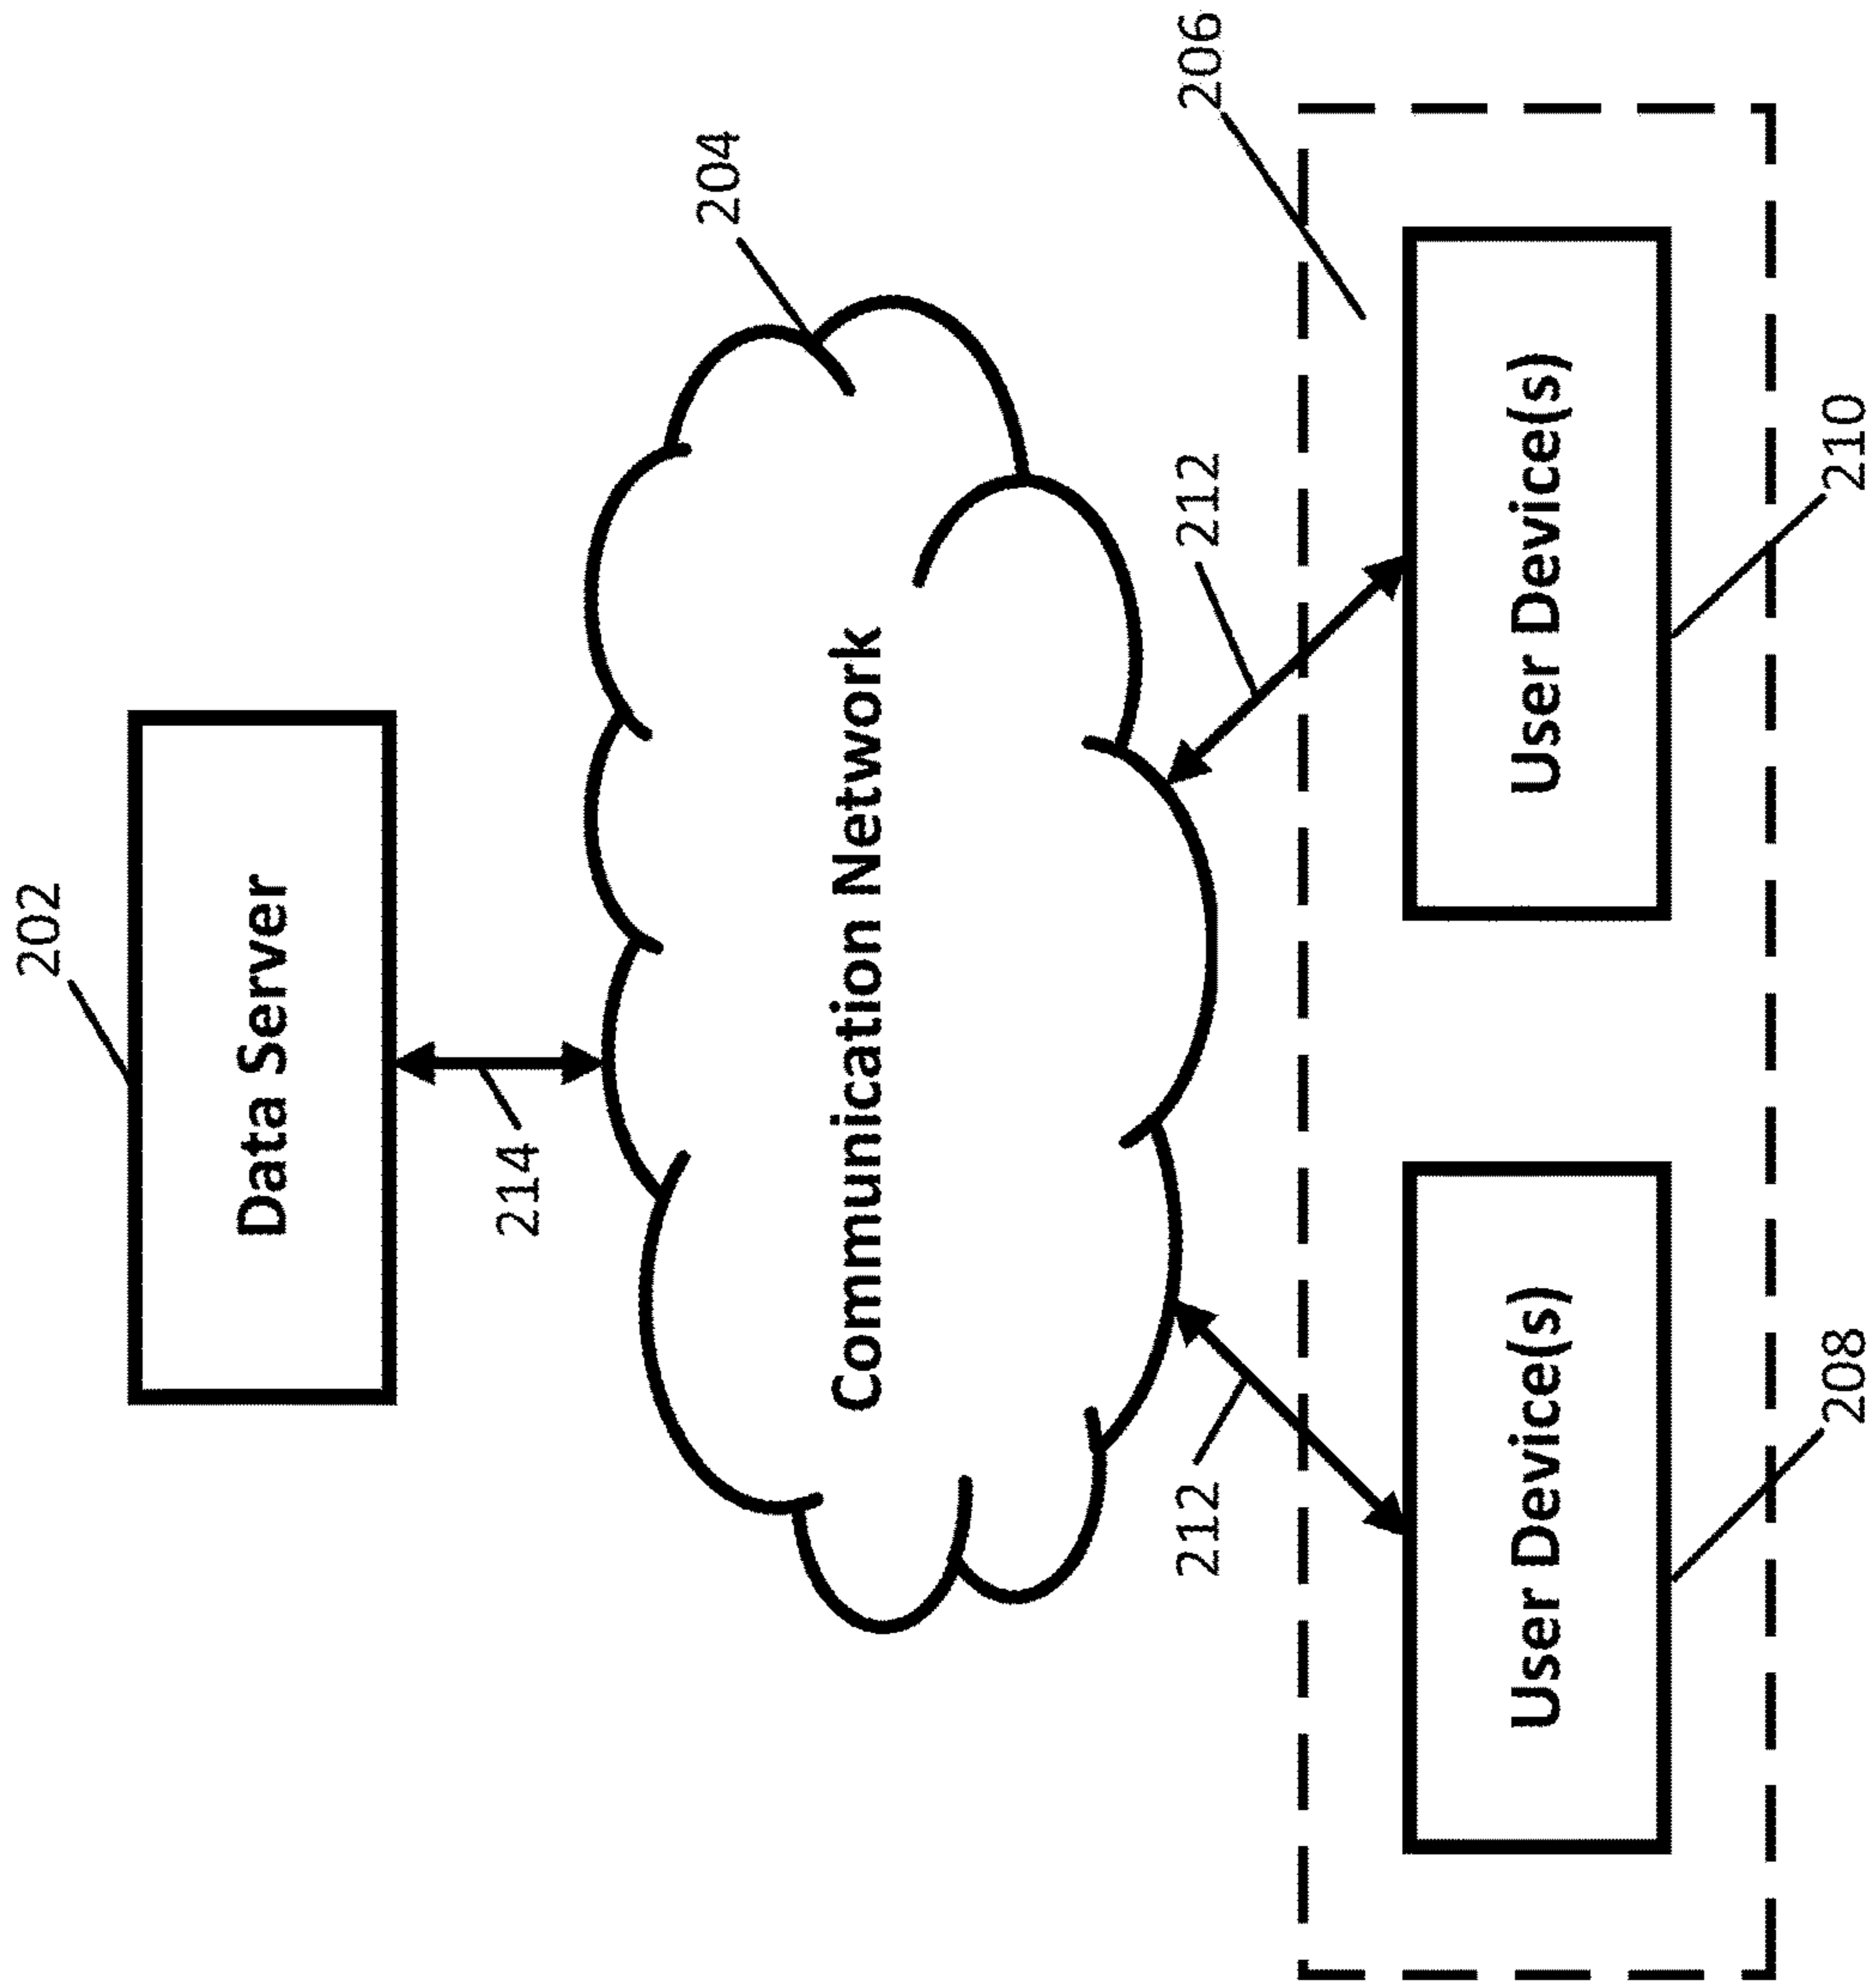 202
Data Server
214
204
Communication Network
212
212
206
User Device(s)
User Device(s)
208
210